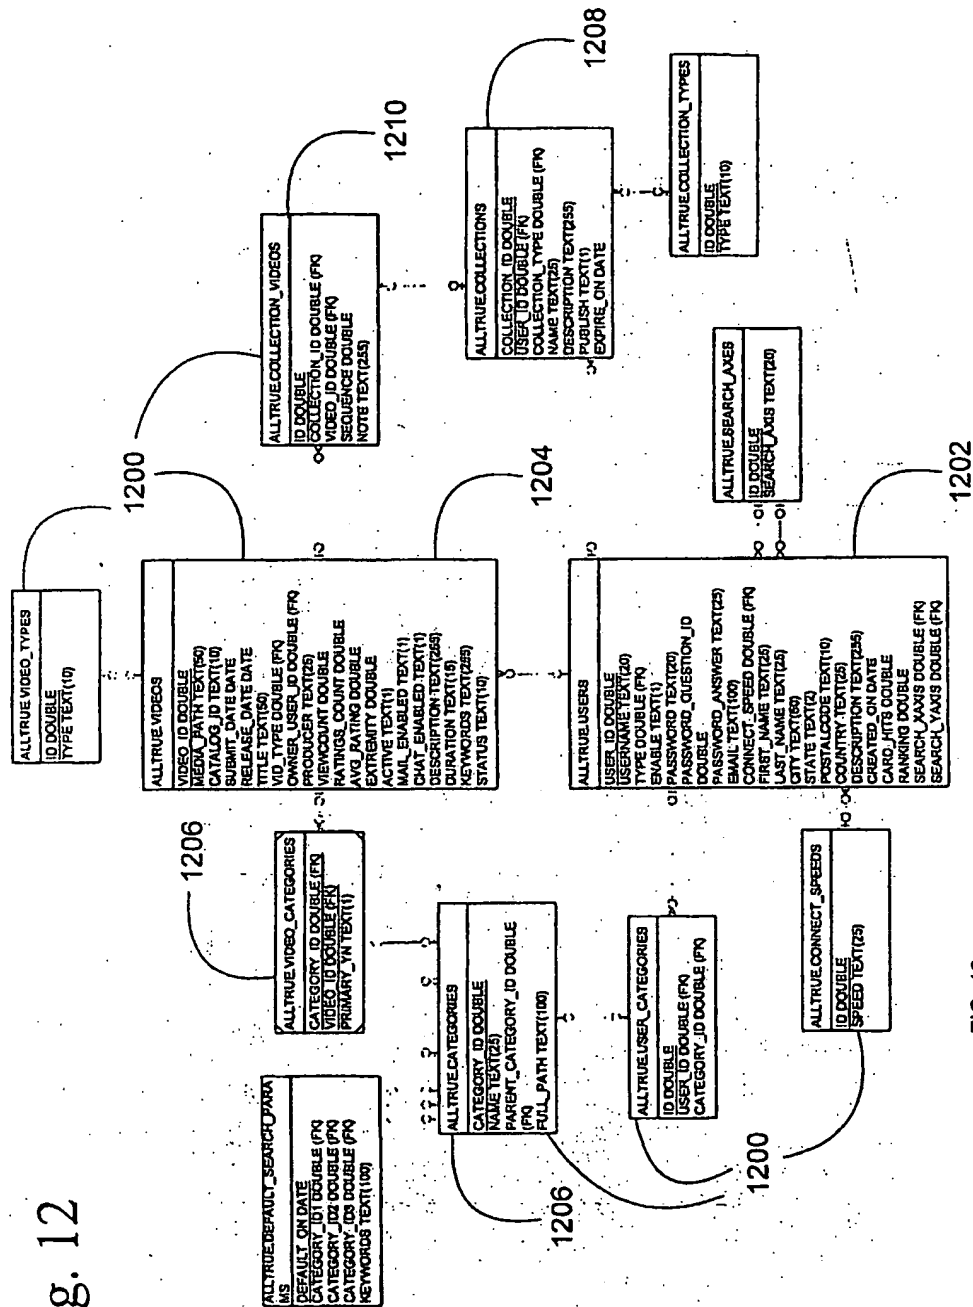 Fig. 12
ALLTRUE.DEFAULT_SEARCH_PARA
MS
DEFAULT_ON DATE
CATEGORY_ID1 DOUBLE (FK)
CATEGORY_ID2 DOUBLE (FK)
CATEGORY_ID3 DOUBLE (FK)
KEYWORDS TEXT(100)
ALLTRUE.VIDEO_CATEGORIES
CATEGORY_ID DOUBLE (FK)
VIDEO_ID DOUBLE (FK)
PRIMARY_YN TEXT(1)
1206
ALLTRUE.VIDEO_TYPES
ID DOUBLE
TYPE TEXT(10)
1200
ALLTRUE.VIDEOS
VIDEO_ID DOUBLE
MEDIA_PATH TEXT(50)
CATALOG_ID TEXT(10)
SUBMIT_DATE DATE
RELEASE_DATE DATE
TITLE TEXT(50)
VID_TYPE DOUBLE (FK)
OWNER_USER_ID DOUBLE (FK)
PRODUCER TEXT(25)
VIEWCOUNT DOUBLE
RATINGS_COUNT DOUBLE
AVG_RATING DOUBLE
EXTREMITY DOUBLE
ACTIVE TEXT(1)
MAIL_ENABLED TEXT(1)
CHAT_ENABLED TEXT(1)
DESCRIPTION TEXT(255)
DURATION TEXT(15)
KEYWORDS TEXT(255)
STATUS TEXT(10)
1204
ALLTRUE.COLLECTION_VIDEOS
ID DOUBLE
COLLECTION_ID DOUBLE (FK)
VIDEO_ID DOUBLE (FK)
SEQUENCE DOUBLE
NOTE TEXT(255)
1210
ALLTRUE.COLLECTIONS
COLLECTION_ID DOUBLE
USER_ID DOUBLE (FK)
COLLECTION_TYPE DOUBLE (FK)
NAME TEXT(25)
DESCRIPTION TEXT(255)
PUBLISH TEXT(1)
EXPIRE_ON DATE
1208
ALLTRUE.COLLECTION_TYPES
ID DOUBLE
TYPE TEXT(10)
ALLTRUE.CATEGORIES
CATEGORY_ID DOUBLE
NAME TEXT(25)
PARENT_CATEGORY_ID DOUBLE
(FK)
FULL_PATH TEXT(100)
1206
ALLTRUE.USER_CATEGORIES
ID DOUBLE
USER_ID DOUBLE (FK)
CATEGORY_ID DOUBLE (FK)
1200
ALLTRUE.CONNECT_SPEEDS
ID DOUBLE
SPEED TEXT(25)
ALLTRUE.USERS
USER_ID DOUBLE
USERNAME TEXT(20)
TYPE DOUBLE (FK)
ENABLE TEXT(1)
PASSWORD TEXT(20)
PASSWORD_QUESTION_ID
DOUBLE
PASSWORD_ANSWER TEXT(25)
EMAIL TEXT(100)
CONNECT_SPEED DOUBLE (FK)
FIRST_NAME TEXT(25)
LAST_NAME TEXT(25)
CITY TEXT(60)
STATE TEXT(2)
POSTALCODE TEXT(10)
COUNTRY TEXT(25)
DESCRIPTION TEXT(255)
CREATED_ON DATE
CARD_HITS DOUBLE
RANKING DOUBLE
SEARCH_XAXIS DOUBLE (FK)
SEARCH_YAXIS DOUBLE (FK)
1202
ALLTRUE.SEARCH_AXES
ID DOUBLE
SEARCH_AXIS TEXT(20)